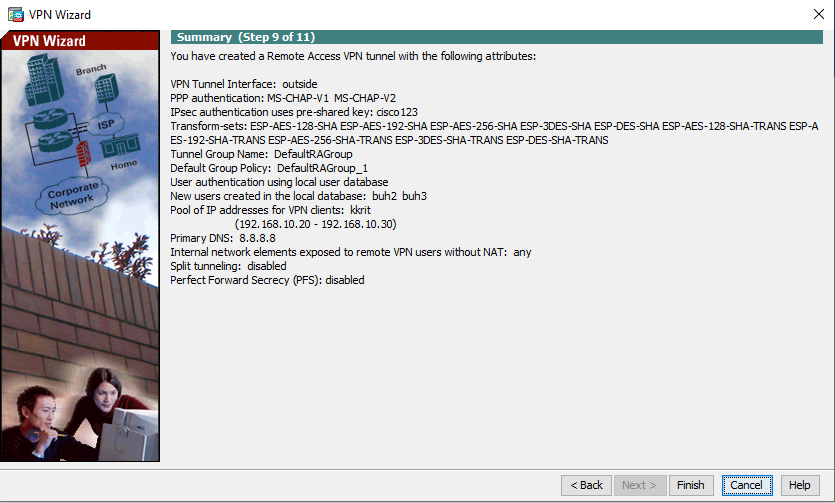 VPN Wizard
VPN Wizard
Branch
ISP
Home
Corporate
Network
Summary (Step 9 of 11)
You have created a Remote Access VPN tunnel with the following attributes:
VPN Tunnel Interface: outside
PPP authentication: MS-CHAP-V1 MS-CHAP-V2
IPsec authentication uses pre-shared key: cisco123
Transform-sets: ESP-AES-128-SHA ESP-AES-192-SHA ESP-AES-256-SHA ESP-3DES-SHA ESP-DES-SHA ESP-AES-128-SHA-TRANS ESP-A
ES-192-SHA-TRANS ESP-AES-256-SHA-TRANS ESP-3DES-SHA-TRANS ESP-DES-SHA-TRANS
Tunnel Group Name: DefaultRAGroup
Default Group Policy: DefaultRAGroup_1
User authentication using local user database
New users created in the local database: buh2 buh3
Pool of IP addresses for VPN clients: kkrit
(192.168.10.20 - 192.168.10.30)
Primary DNS: 8.8.8.8
Internal network elements exposed to remote VPN users without NAT: any
Split tunneling: disabled
Perfect Forward Secrecy (PFS): disabled
< Back Next > Finish Cancel Help